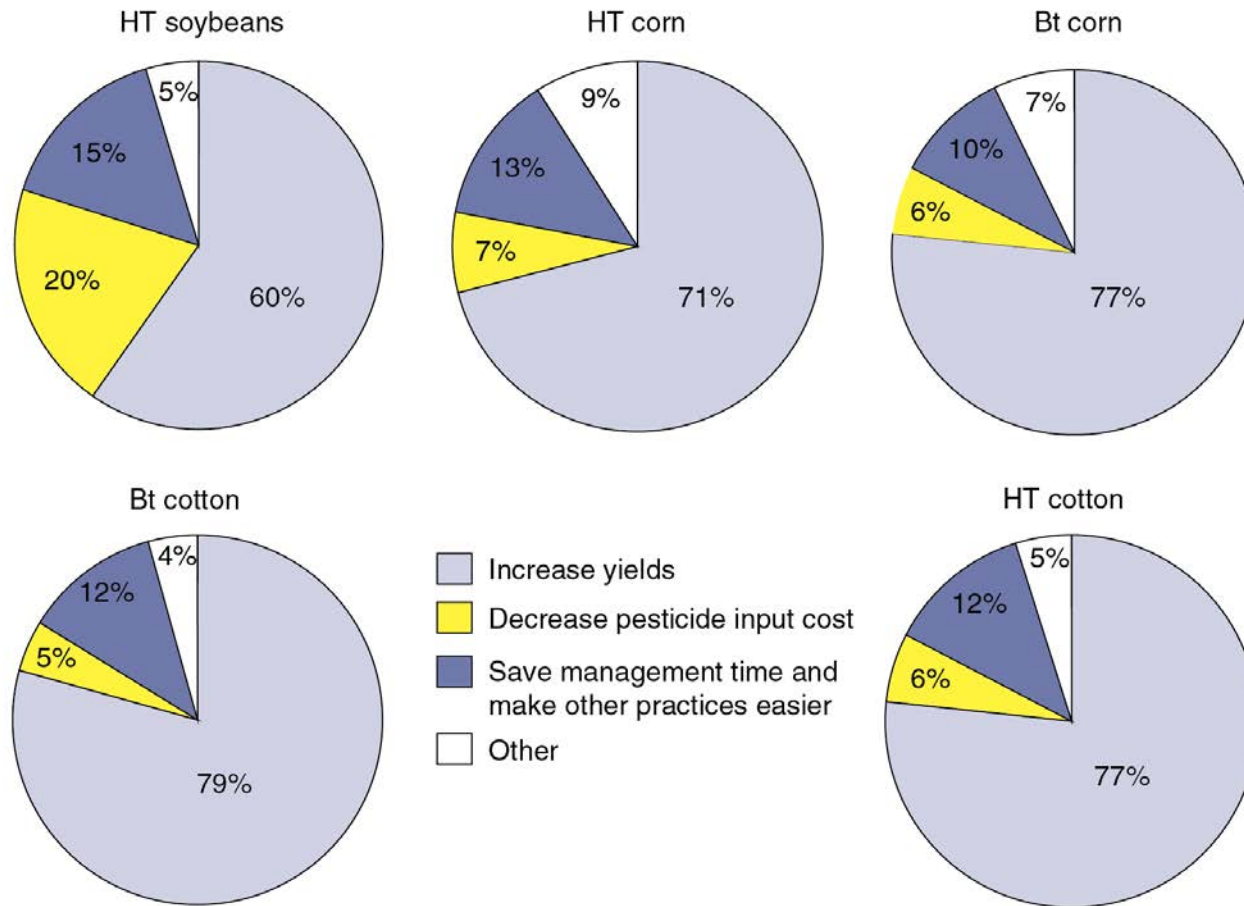 HT soybeans
5%
15%
20%
60%
HT corn
9%
13%
7%
71%
Bt corn
7%
10%
6%
77%
Bt cotton
4%
12%
5%
79%
Increase yields
Decrease pesticide input cost
Save management time and
make other practices easier
Other
HT cotton
5%
12%
6%
77%